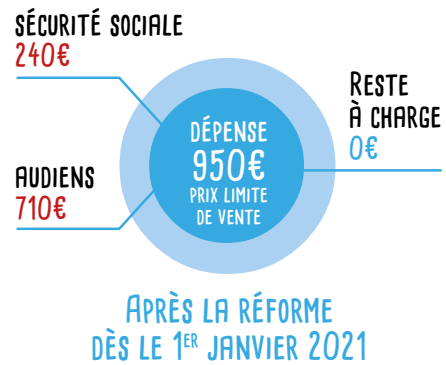 SÉCURITÉ SOCIALE
240€
RESTE
À CHARGE
0€
DÉPENSE
950€
PRIX LIMITE
DE VENTE
AUDIENS
710€
APRÈS LA RÉFORME
DÈS LE 1ER JANVIER 2021